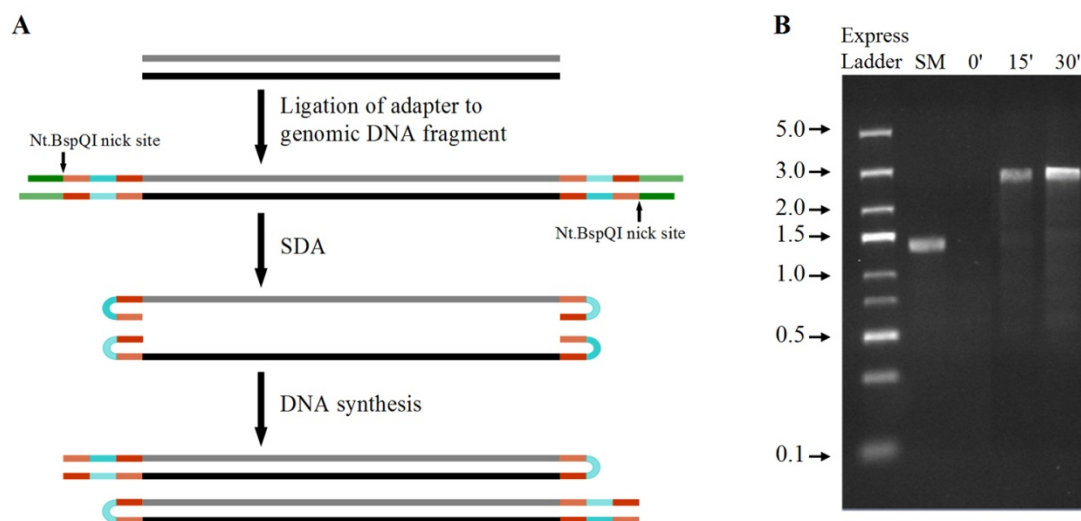 A
Ligation of adapter to
genomic DNA fragment
Nt.BspQI nick site
Nt.BspQI nick site
SDA
DNA synthesis
B
Express
Ladder SM 0' 15' 30'
5.0
3.0
2.0
1.5
1.0
0.5
0.1